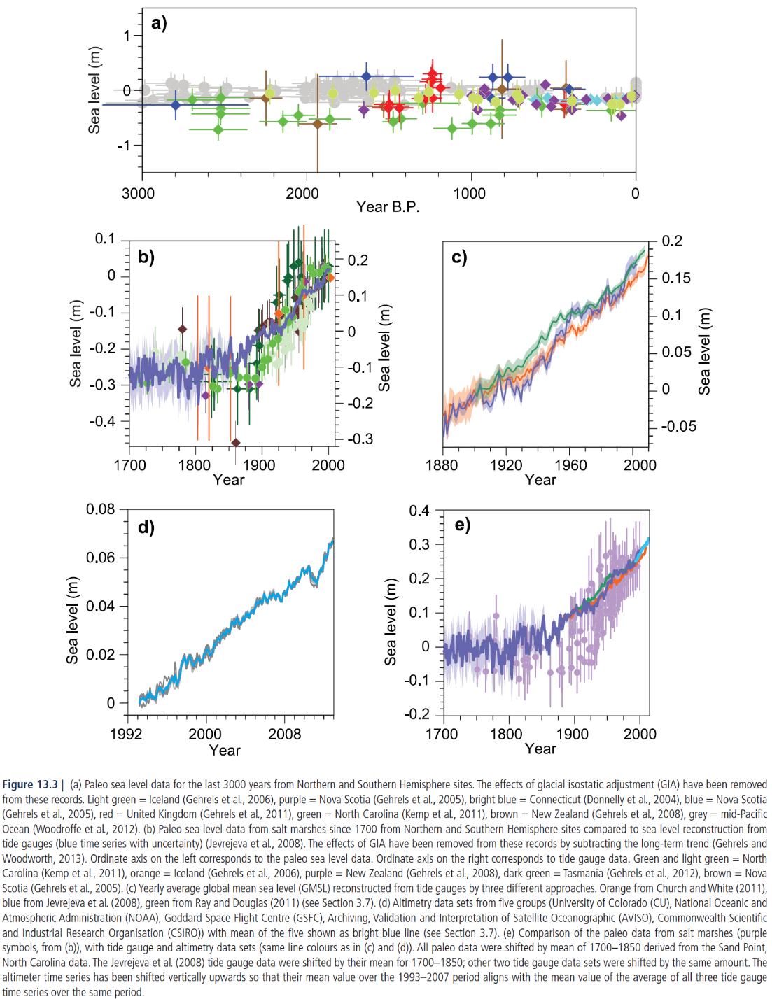 a)
Sea level (m)
1
0
-1
3000 2000 1000 0
Year B.P.
b)
Sea level (m)
0.1
0
-0.1
-0.2
-0.3
-0.4
0.2
0.1
0
-0.1
-0.2
-0.3
Sea level (m)
1700 1800 1900 2000
Year
c)
0.2
0.15
0.1
0.05
0
-0.05
Sea level (m)
1880 1920 1960 2000
Year
d)
Sea level (m)
0.08
0.06
0.04
0.02
0
1992 2000 2008
Year
e)
Sea level (m)
0.4
0.3
0.2
0.1
0
-0.1
-0.2
1700 1800 1900 2000
Year
Figure 13.3 | (a) Paleo sea level data for the last 3000 years from Northern and Southern Hemisphere sites. The effects of glacial isostatic adjustment (GIA) have been removed
from these records. Light green = Iceland (Gehrels et al., 2006), purple = Nova Scotia (Gehrels et al., 2005), bright blue = Connecticut (Donnelly et al., 2004), blue = Nova Scotia
(Gehrels et al., 2005), red = United Kingdom (Gehrels et al., 2011), green = North Carolina (Kemp et al., 2011), brown = New Zealand (Gehrels et al., 2008), grey = mid-Pacific
Ocean (Woodroffe et al., 2012). (b) Paleo sea level data from salt marshes since 1700 from Northern and Southern Hemisphere sites compared to sea level reconstruction from
tide gauges (blue time series with uncertainty) (Jevrejeva et al., 2008). The effects of GIA have been removed from these records by subtracting the long-term trend (Gehrels and
Woodworth, 2013). Ordinate axis on the left corresponds to the paleo sea level data. Ordinate axis on the right corresponds to tide gauge data. Green and light green = North
Carolina (Kemp et al., 2011), orange = Iceland (Gehrels et al., 2006), purple = New Zealand (Gehrels et al., 2008), dark green = Tasmania (Gehrels et al., 2012), brown = Nova
Scotia (Gehrels et al., 2005). (c) Yearly average global mean sea level (GMSL) reconstructed from tide gauges by three different approaches. Orange from Church and White (2011),
blue from Jevrejeva et al. (2008), green from Ray and Douglas (2011) (see Section 3.7). (d) Altimetry data sets from five groups (University of Colorado (CU), National Oceanic and
Atmospheric Administration (NOAA), Goddard Space Flight Centre (GSFC), Archiving, Validation and Interpretation of Satellite Oceanographic (AVISO), Commonwealth Scientific
and Industrial Research Organisation (CSIRO)) with mean of the five shown as bright blue line (see Section 3.7). (e) Comparison of the paleo data from salt marshes (purple
symbols, from (b)), with tide gauge and altimetry data sets (same line colours as in (c) and (d)). All paleo data were shifted by mean of 1700–1850 derived from the Sand Point,
North Carolina data. The Jevrejeva et al. (2008) tide gauge data were shifted by their mean for 1700–1850; other two tide gauge data sets were shifted by the same amount. The
altimeter time series has been shifted vertically upwards so that their mean value over the 1993–2007 period aligns with the mean value of the average of all three tide gauge
time series over the same period.